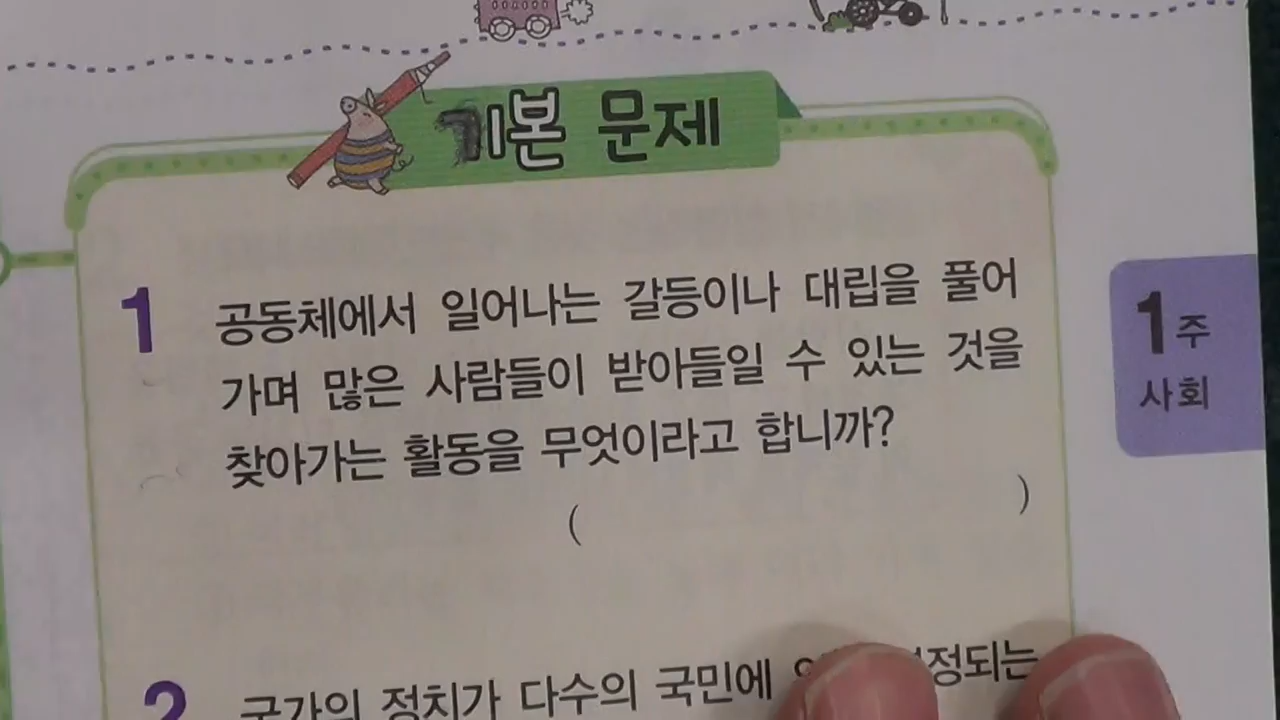 기본 문제
1 공동체에서 일어나는 갈등이나 대립을 풀어
가며 많은 사람들이 받아들일 수 있는 것을
찾아가는 활동을 무엇이라고 합니까?
( )
2 국가의 정치가 다수의 국민에
1주
사회